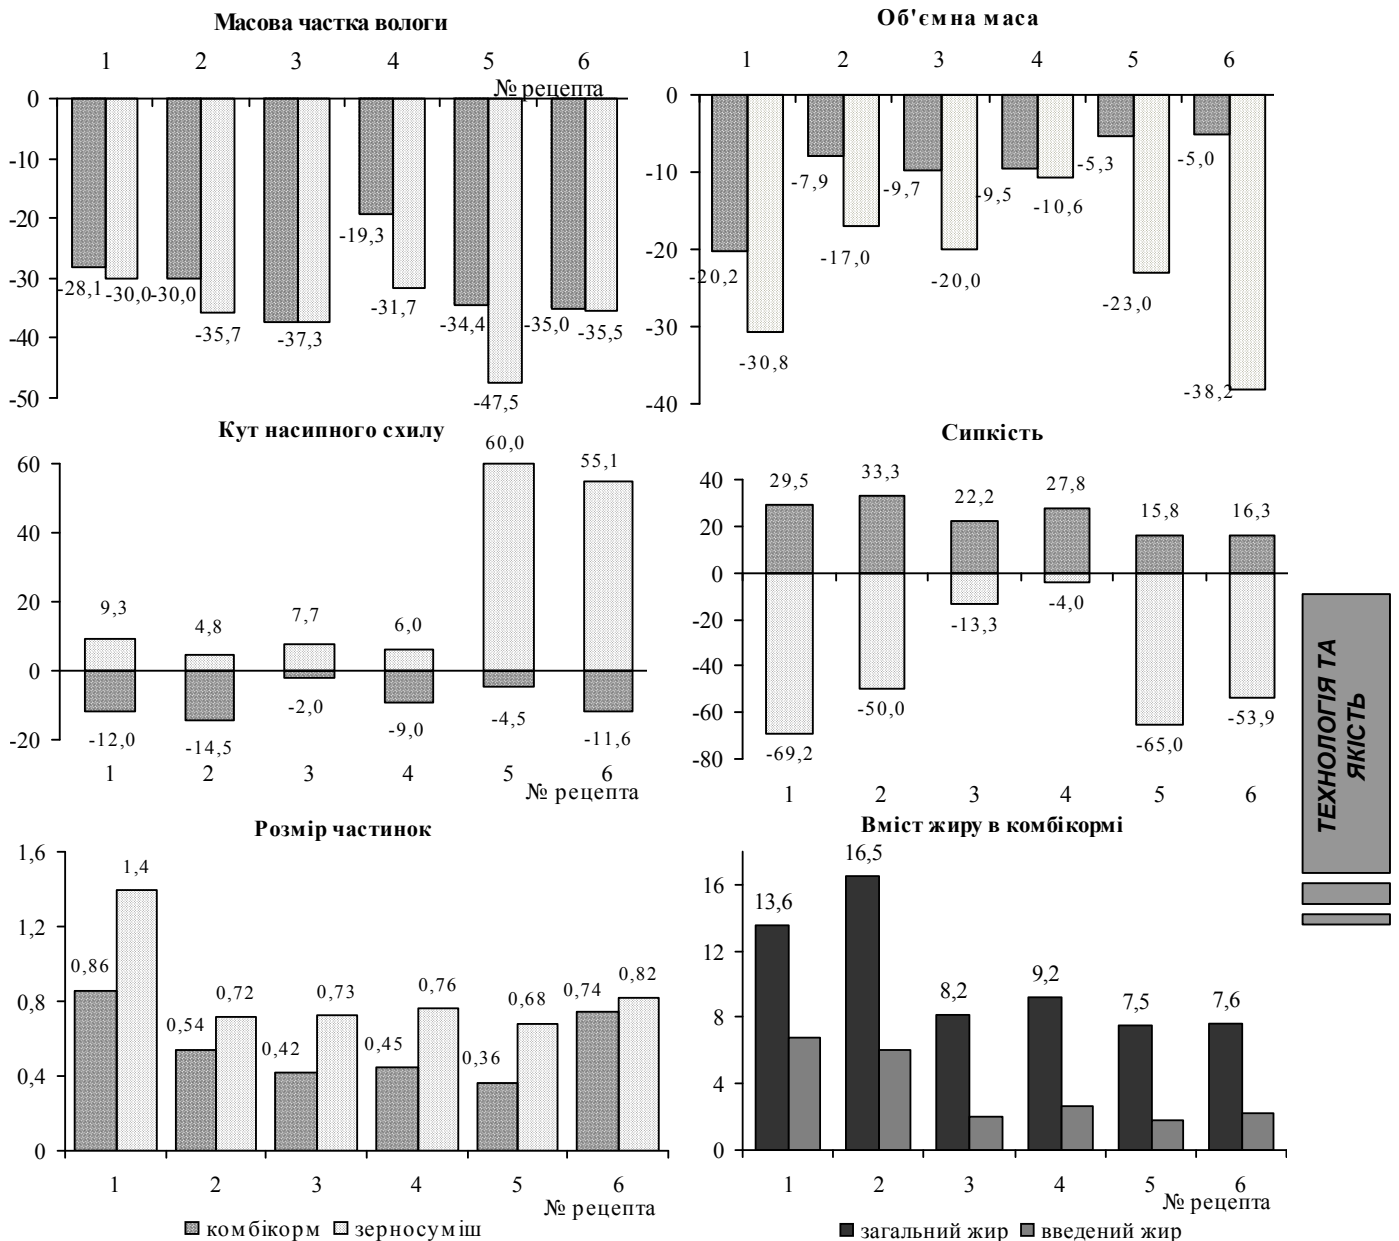 Масова частка вологи
1 2 3 4 5 6
№ рецепта
0
-10
-20
-30
-40
-50
-28,1 -30,0 -30,0 -35,7 -37,3 -19,3 -31,7 -34,4 -47,5 -35,0 -35,5
Об'ємна маса
1 2 3 4 5 6
0
-10
-20
-30
-40
-20,2 -30,8 -7,9 -17,0 -9,7 -20,0 -9,5 -10,6 -5,3 -23,0 -5,0 -38,2
Кут насипного схилу
60
40
20
0
-20
9,3 4,8 7,7 6,0 60,0 55,1
-12,0 -14,5 -2,0 -9,0 -4,5 -11,6
1 2 3 4 5 6
№ рецепта
Сипкість
40
20
0
-20
-40
-60
-80
29,5 33,3 22,2 27,8 15,8 16,3
-69,2 -50,0 -13,3 -4,0 -65,0 -53,9
1 2 3 4 5 6
ТЕХНОЛОГІЯ ТА
ЯКІСТЬ
Розмір частинок
1,6
1,2
0,8
0,4
0
0,86 1,4 0,54 0,72 0,42 0,73 0,45 0,76 0,36 0,68 0,74 0,82
1 2 3 4 5 6
№ рецепта
комбікорм зерносуміш
Вміст жиру в комбікормі
16
12
8
4
0
13,6 16,5 8,2 9,2 7,5 7,6
1 2 3 4 5 6
№ рецепта
загальний жир введений жир